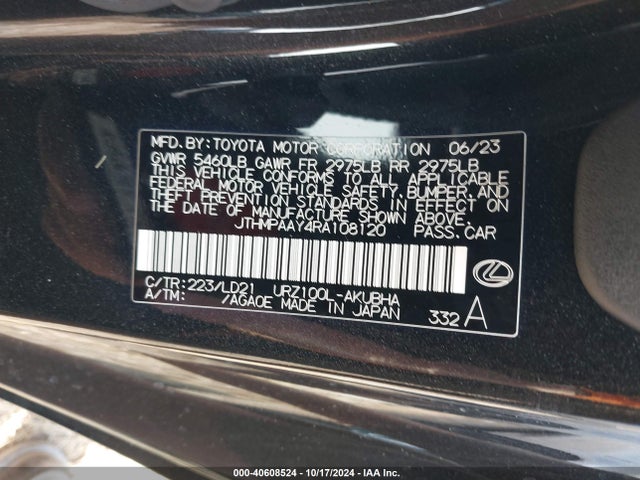 MFD.BY:TOYOTA MOTOR CORPORATION 06/23
GVWR 5460LB GAWR FR 2975LB RR 2975LB
THIS VEHICLE CONFORMS TO ALL APPLICABLE
FEDERAL MOTOR VEHICLE SAFETY,BUMPER, AND
THEFT PREVENTION STANDARDS IN EFFECT ON
THE DATE OF MANUFACTURE SHOWN ABOVE.
JTHMPAAY4RA108120 PASS.CAR
C/TR:223/LD21 URZ100L-AKUBHA
A/TM: /AGA0E MADE IN JAPAN
332 A
000-40608524 | 10/17/2024 | IAA Inc.